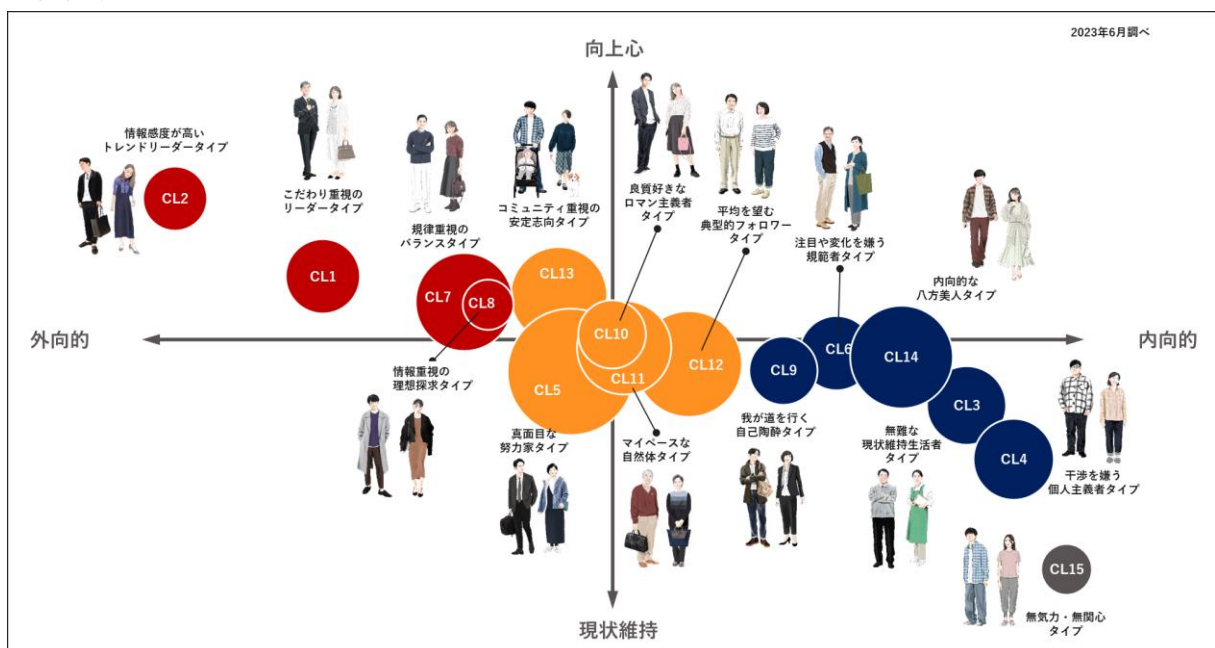 2023年6月調べ
向上心
情報感度が高い
トレンドリーダータイプ
CL2
こだわり重視の
リーダータイプ
CL1
規律重視の
バランスタイプ
CL7
CL8
コミュニティ重視の
安定志向タイプ
CL13
良質好きな
ロマン主義者
タイプ
CL10
平均を望む
典型的フォロワー
タイプ
CL12
注目や変化を嫌う
規範者タイプ
CL6
内向的な
八方美人タイプ
CL14
外向的
内向的
情報重視の
理想探求タイプ
CL5
真面目な
努力家タイプ
CL11
マイペースな
自然体タイプ
CL9
我が道を行く
自己陶酔タイプ
無難な
現状維持生活者
タイプ
CL3
CL4
干渉を嫌う
個人主義者タイプ
CL15
無気力・無関心
タイプ
現状維持